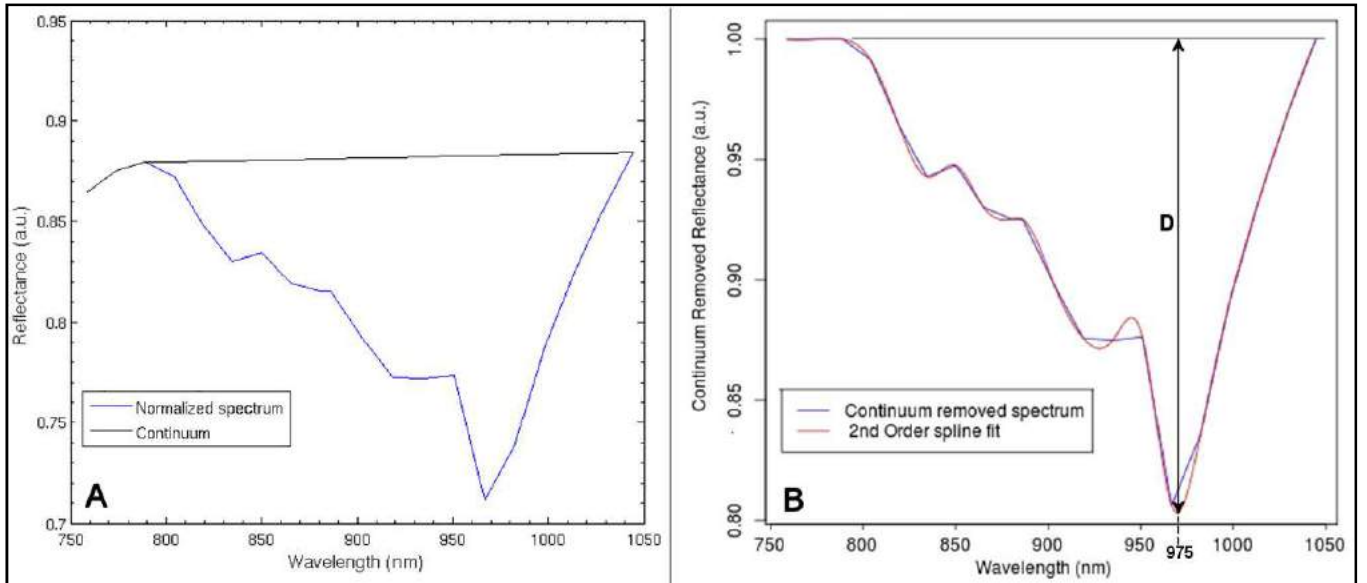 0.95
0.9
0.85
0.8
0.75
0.7
Reflectance (a.u.)
Normalized spectrum
Continuum
A
750 800 850 900 950 1000 1050
Wavelength (nm)
1.00
0.95
0.90
0.85
0.80
Continuum Removed Reflectance (a.u.)
D
Continuum removed spectrum
2nd Order spline fit
B
750 800 850 900 950 975 1000 1050
Wavelength (nm)